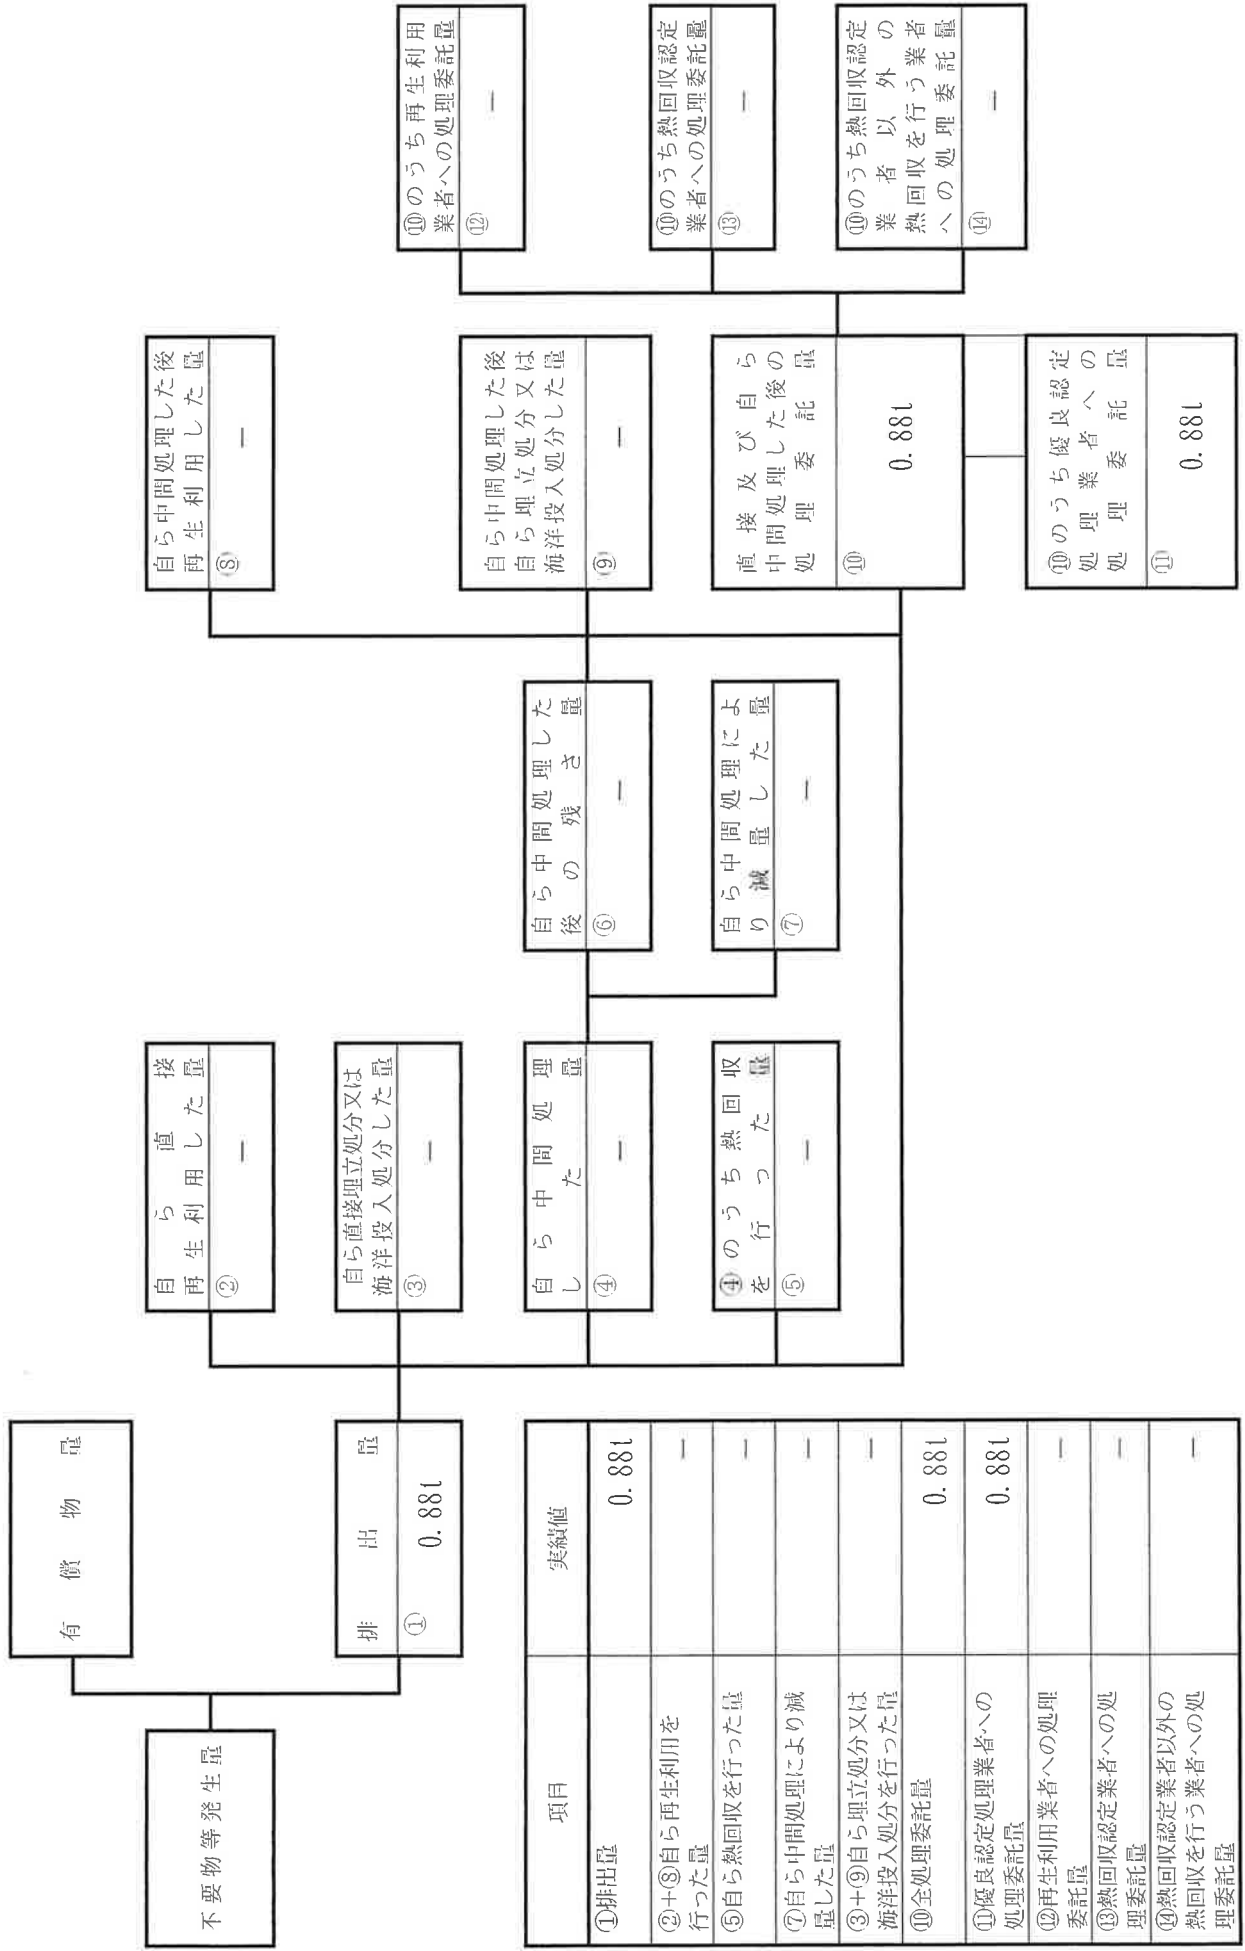 不要物等発生量
有償物量
排出量
① 0.88t
自ら直接
再生利用した量
② －
自ら直接埋立処分又は
海洋投入処分した量
③ －
自ら中間処理
した量
④ －
④のうち熱回収
を行った量
⑤ －
自ら中間処理した
後の残さ量
⑥ －
自ら中間処理によ
り減量した量
⑦ －
自ら中間処理した後
再生利用した量
⑧ －
自ら中間処理した後
自ら埋立処分又は
海洋投入処分した量
⑨ －
直接及び自ら
中間処理した後の
処理委託量
⑩ 0.88t
⑩のうち優良認定
処理業者への
処理委託量
⑪ 0.88t
⑩のうち再生利用
業者への処理委託量
⑫ －
⑩のうち熱回収認定
業者への処理委託量
⑬ －
⑩のうち熱回収認定
業者以外の
熱回収を行う業者
への処理委託量
⑭ －
項目 実績値
①排出量 0.88t
②＋⑧自ら再生利用を
行った量 －
⑤自ら熱回収を行った量 －
⑦自ら中間処理により減
量した量 －
③＋⑨自ら埋立処分又は
海洋投入処分を行った量 －
⑩全処理委託量 0.88t
⑪優良認定処理業者への
処理委託量 0.88t
⑫再生利用業者への処理
委託量 －
⑬熱回収認定業者への処
理委託量 －
⑭熱回収認定業者以外の
熱回収を行う業者への処
理委託量 －